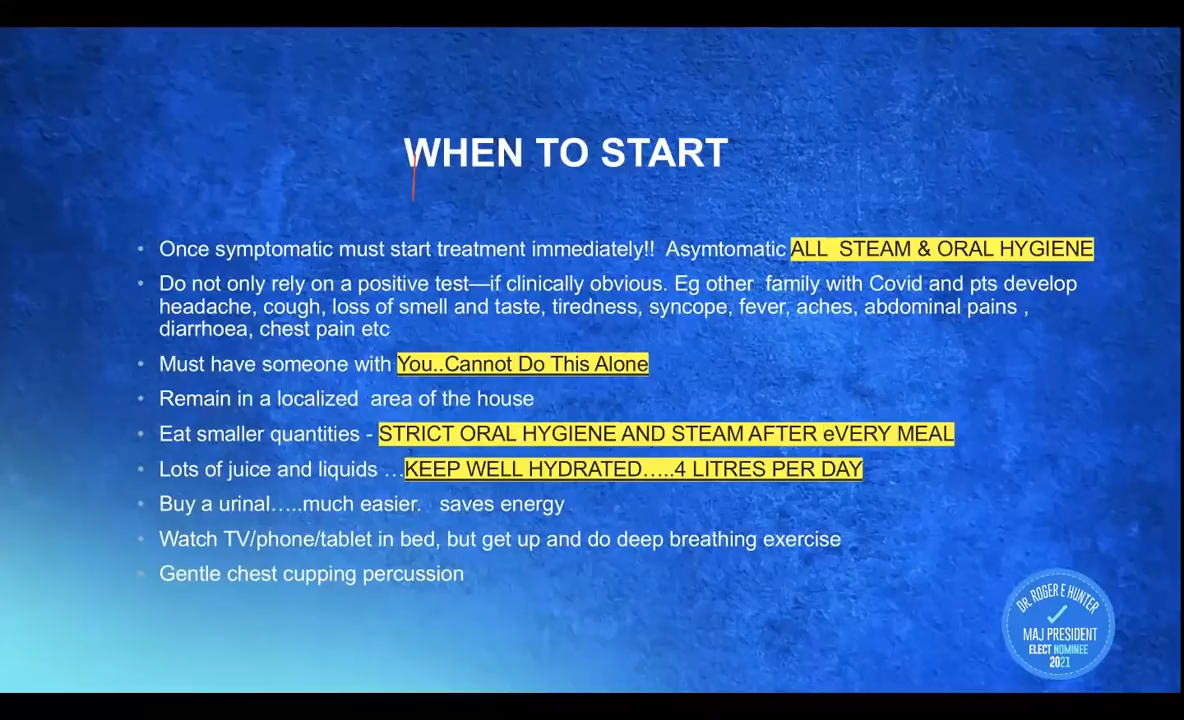 WHEN TO START
• Once symptomatic must start treatment immediately!! Asymtomatic ALL STEAM & ORAL HYGIENE
• Do not only rely on a positive test—if clinically obvious. Eg other family with Covid and pts develop
headache, cough, loss of smell and taste, tiredness, syncope, fever, aches, abdominal pains ,
diarrhoea, chest pain etc
• Must have someone with You..Cannot Do This Alone
• Remain in a localized area of the house
• Eat smaller quantities - STRICT ORAL HYGIENE AND STEAM AFTER eVERY MEAL
• Lots of juice and liquids …KEEP WELL HYDRATED…..4 LITRES PER DAY
• Buy a urinal…..much easier. saves energy
• Watch TV/phone/tablet in bed, but get up and do deep breathing exercise
• Gentle chest cupping percussion
DR. ROGER E HUNTER
MAJ PRESIDENT
ELECT NOMINEE
2021